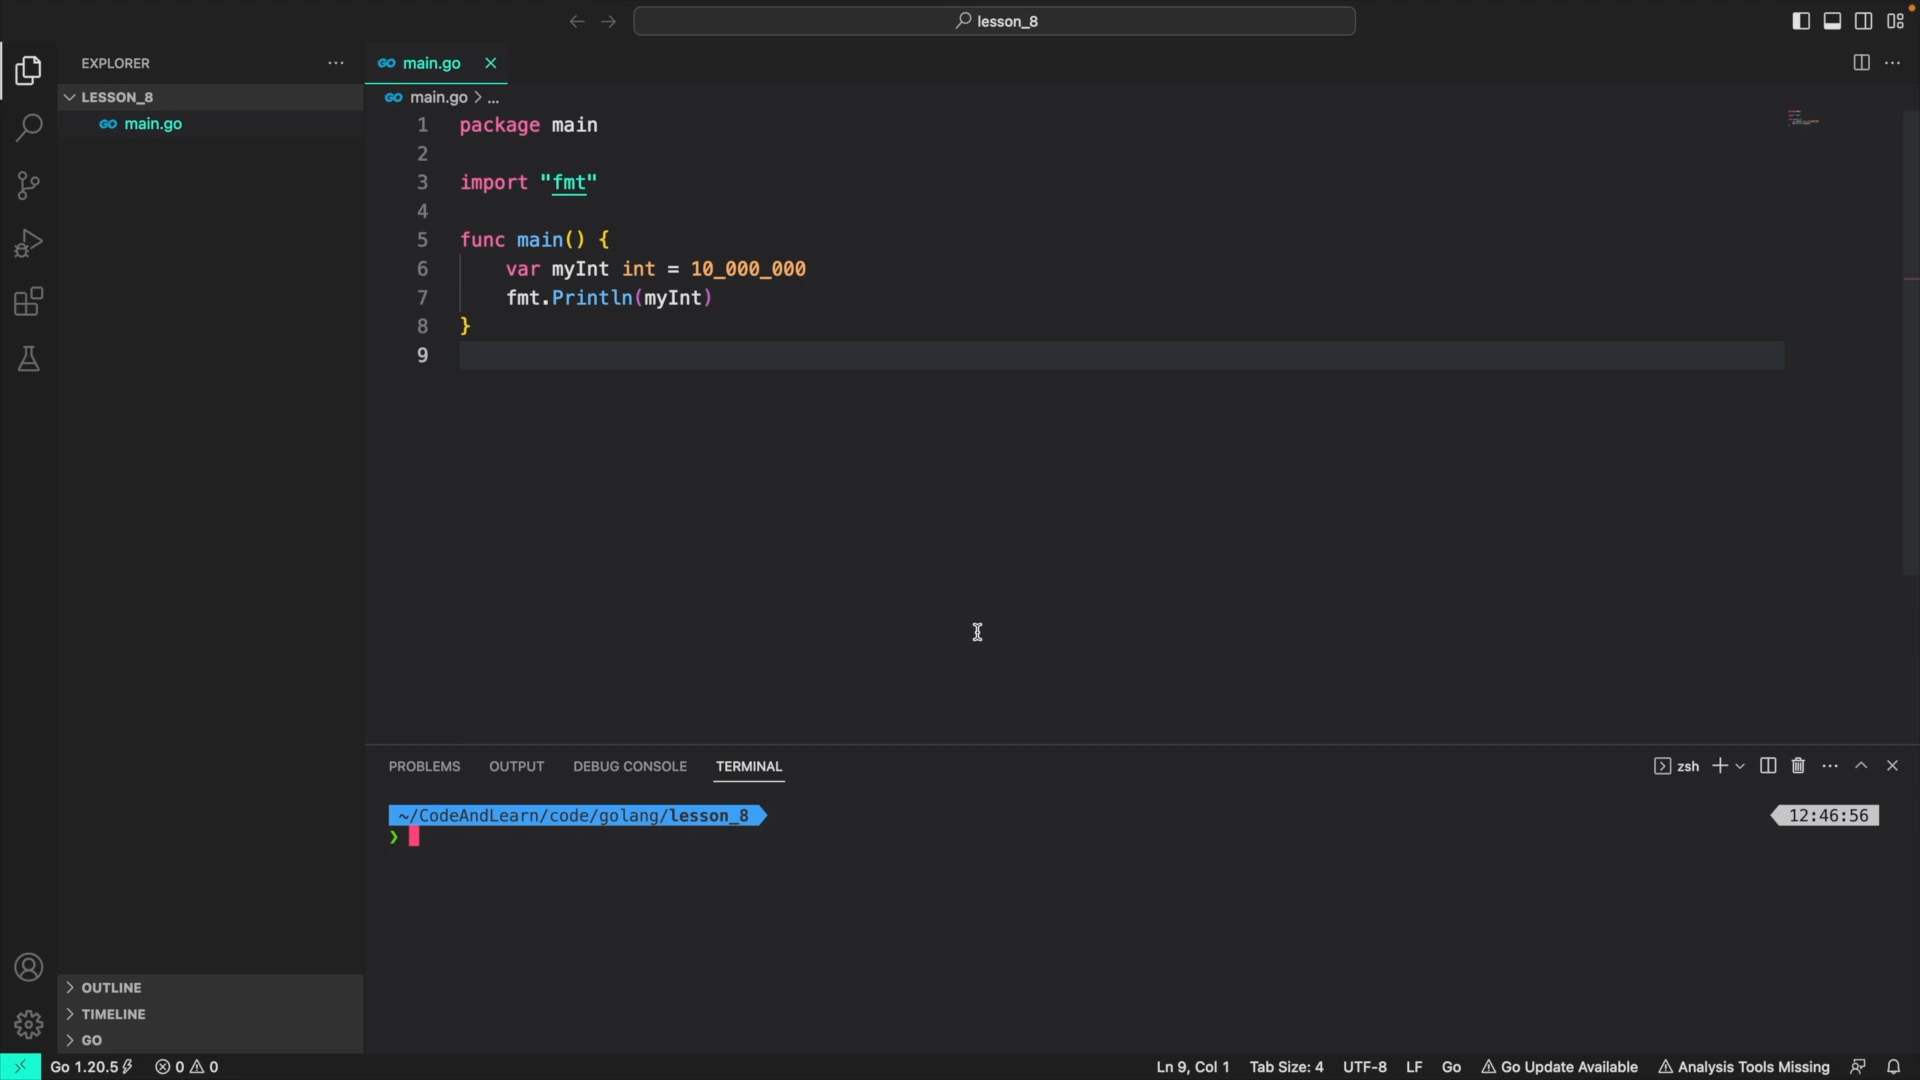 lesson_8
EXPLORER
LESSON_8
GO main.go
GO main.go
GO main.go > ...
1 package main
2
3 import "fmt"
4
5 func main() {
6 var myInt int = 10_000_000
7 fmt.Println(myInt)
8 }
9
PROBLEMS OUTPUT DEBUG CONSOLE TERMINAL
zsh
~/CodeAndLearn/code/golang/lesson_8 12:46:56
❯
OUTLINE
TIMELINE
GO
Go 1.20.5 0 0 Ln 9, Col 1 Tab Size: 4 UTF-8 LF Go Go Update Available Analysis Tools Missing